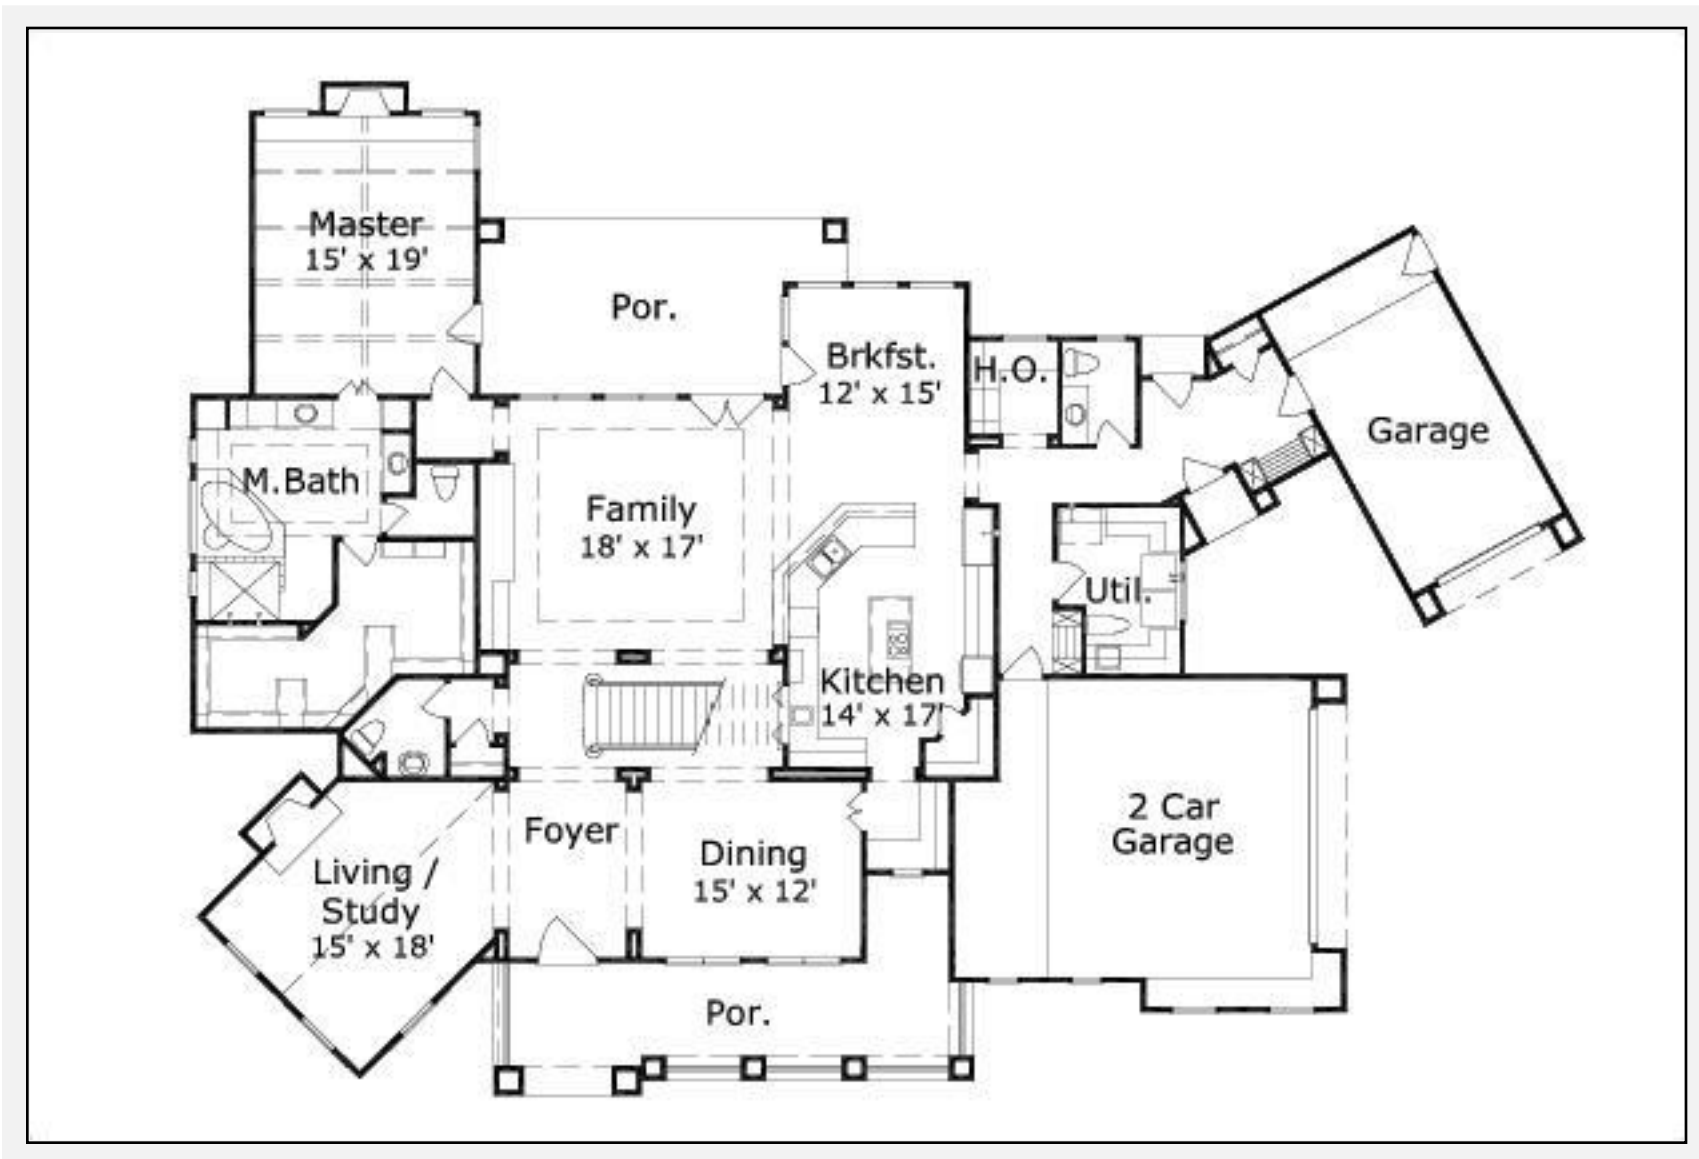 Master
15' x 19'
Por.
Brkfst.
12' x 15'
H.O.
Garage
M.Bath
Family
18' x 17'
Util.
Kitchen
14' x 17'
2 Car
Garage
Foyer
Dining
15' x 12'
Living /
Study
15' x 18'
Por.